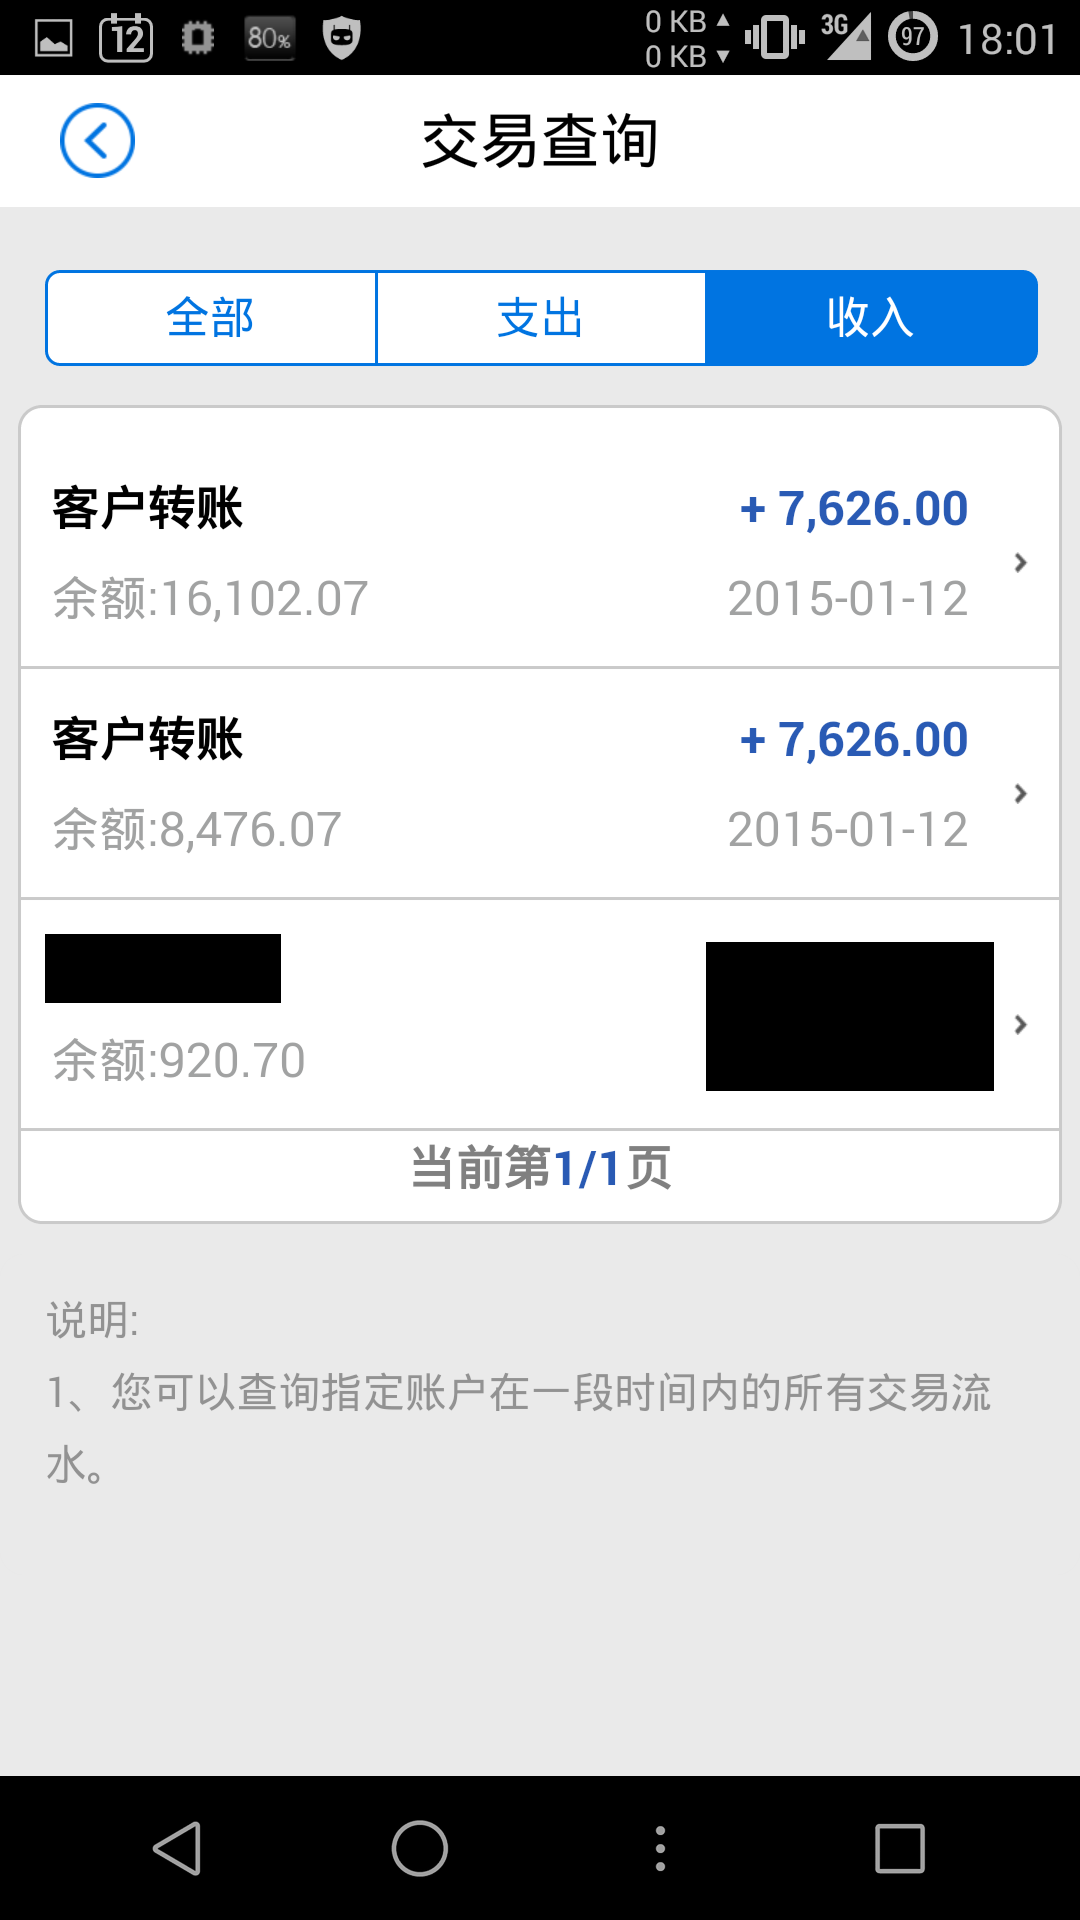 12 80% 0 KB ▲ 3G 97 18:01
0 KB ▼
交易查询
全部 支出 收入
客户转账 + 7,626.00
余额:16,102.07 2015-01-12
客户转账 + 7,626.00
余额:8,476.07 2015-01-12
余额:920.70
当前第1/1页
说明:
1、您可以查询指定账户在一段时间内的所有交易流
水。